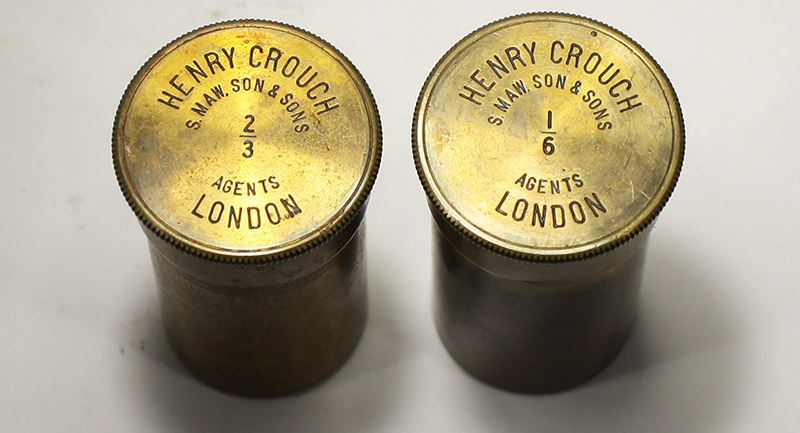 HENRY CROUCH
S. MAW. SON & SONS
2
3
AGENTS
LONDON
HENRY CROUCH
S. MAW. SON & SONS
1
6
AGENTS
LONDON